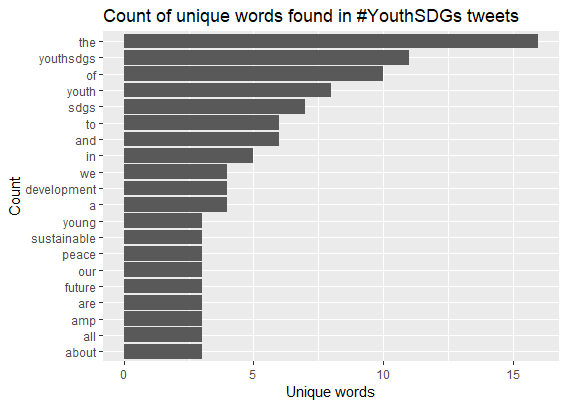 Count of unique words found in #YouthSDGs tweets
the
youthsdgs
of
youth
sdgs
to
and
in
we
development
a
young
sustainable
peace
our
future
are
amp
all
about
Count
0 5 10 15
Unique words